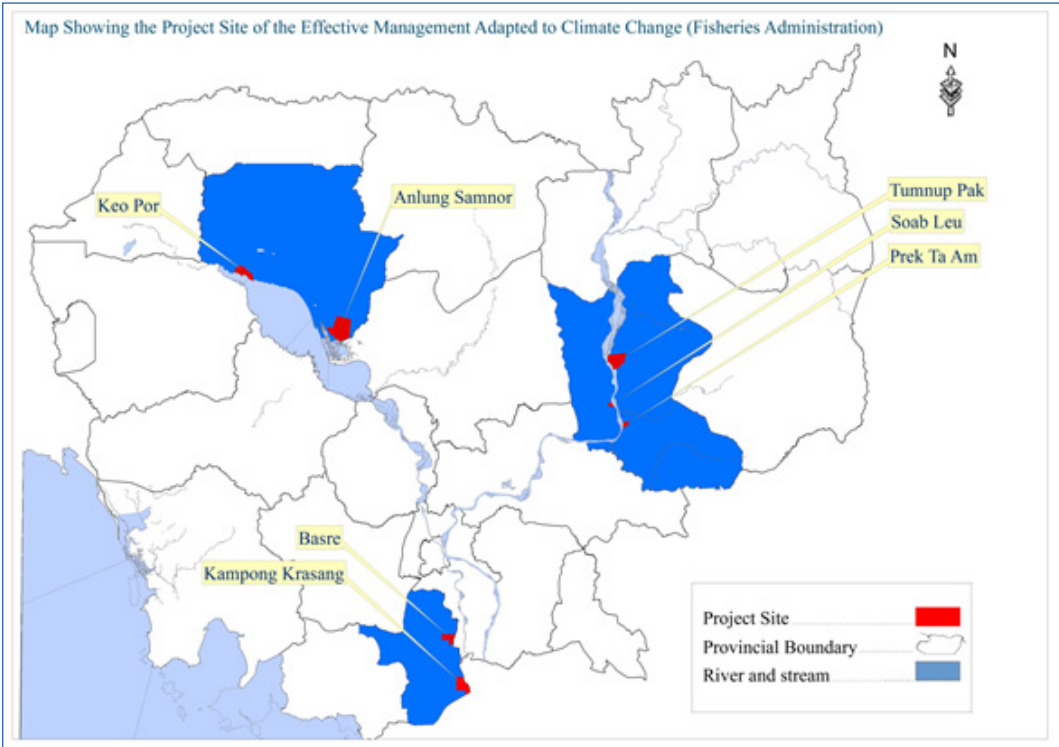 Map Showing the Project Site of the Effective Management Adapted to Climate Change (Fisheries Administration)
N
Keo Por
Anlung Samnor
Tumnup Pak
Soab Leu
Prek Ta Am
Basre
Kampong Krasang
Project Site
Provincial Boundary
River and stream